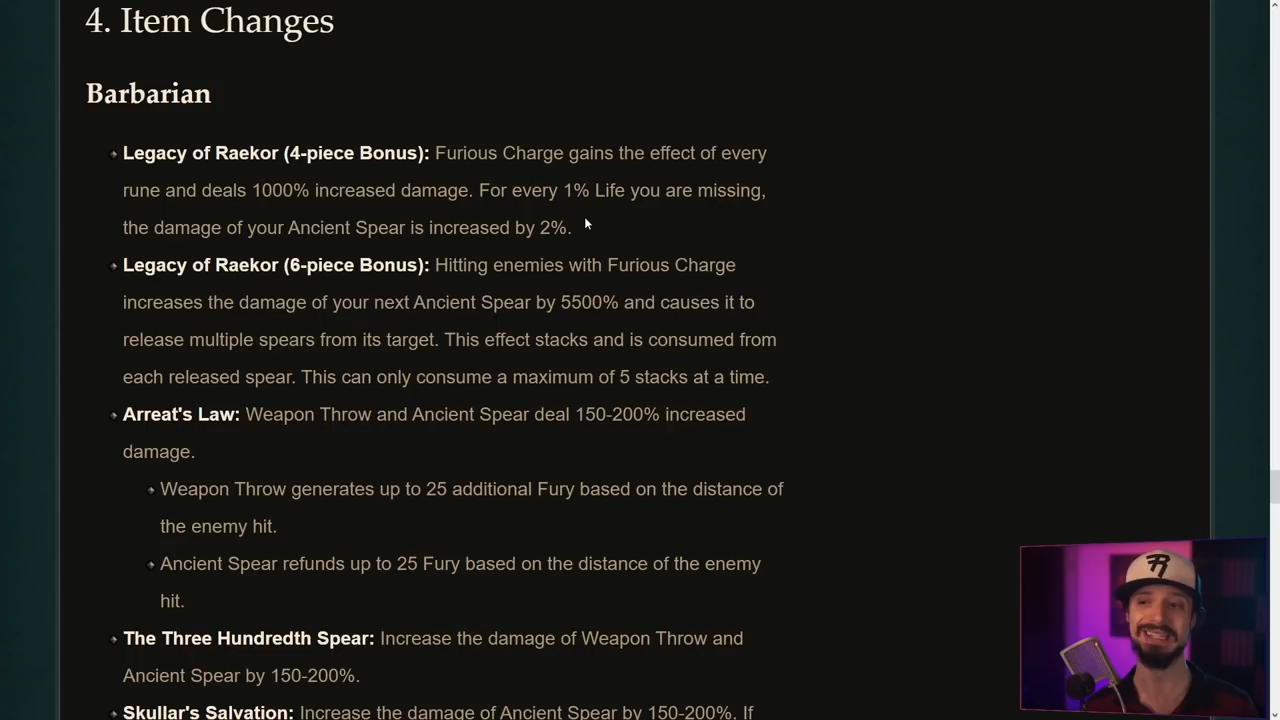 4. Item Changes
Barbarian
Legacy of Raekor (4-piece Bonus): Furious Charge gains the effect of every
rune and deals 1000% increased damage. For every 1% Life you are missing,
the damage of your Ancient Spear is increased by 2%.
Legacy of Raekor (6-piece Bonus): Hitting enemies with Furious Charge
increases the damage of your next Ancient Spear by 5500% and causes it to
release multiple spears from its target. This effect stacks and is consumed from
each released spear. This can only consume a maximum of 5 stacks at a time.
Arreat's Law: Weapon Throw and Ancient Spear deal 150-200% increased
damage.
Weapon Throw generates up to 25 additional Fury based on the distance of
the enemy hit.
Ancient Spear refunds up to 25 Fury based on the distance of the enemy
hit.
The Three Hundredth Spear: Increase the damage of Weapon Throw and
Ancient Spear by 150-200%.
Skullar's Salvation: Increase the damage of Ancient Spear by 150-200%. If